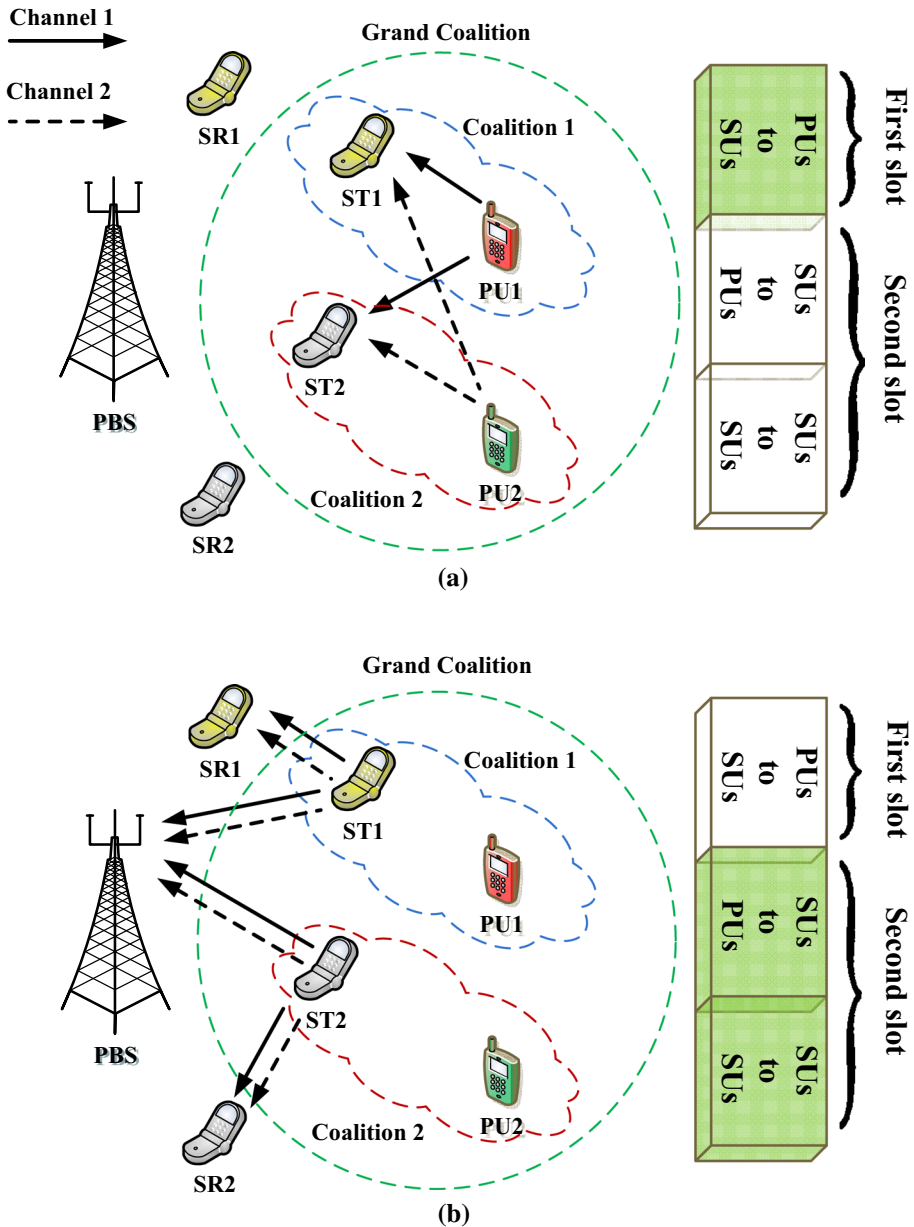 Channel 1
Channel 2
Grand Coalition
SR1
Coalition 1
ST1
PU1
ST2
PBS
PU2
Coalition 2
SR2
PUs
to
SUs
First slot
SUs
to
PUs
SUs
to
SUs
Second slot
(a)
Grand Coalition
SR1
Coalition 1
ST1
PU1
ST2
PBS
PU2
Coalition 2
SR2
PUs
to
SUs
First slot
SUs
to
PUs
SUs
to
SUs
Second slot
(b)